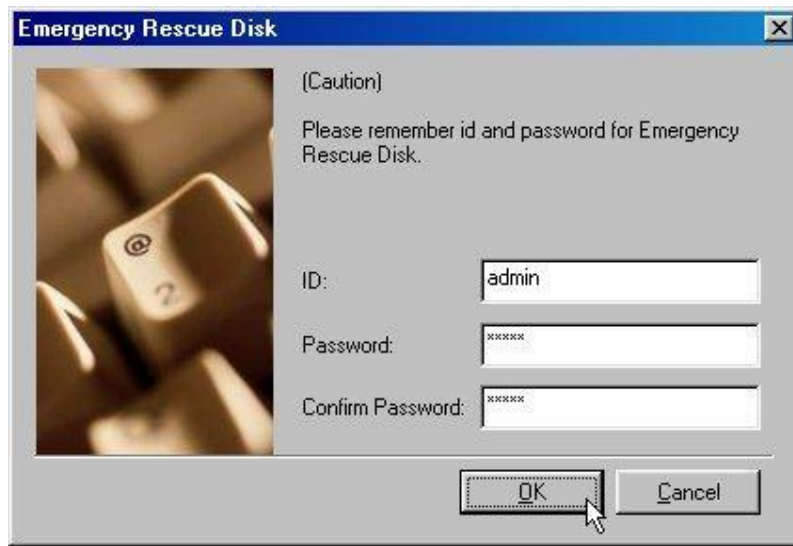 Emergency Rescue Disk
(Caution)
Please remember id and password for Emergency
Rescue Disk.
@
2
ID:
admin
Password:
*****
Confirm Password:
*****
OK
Cancel